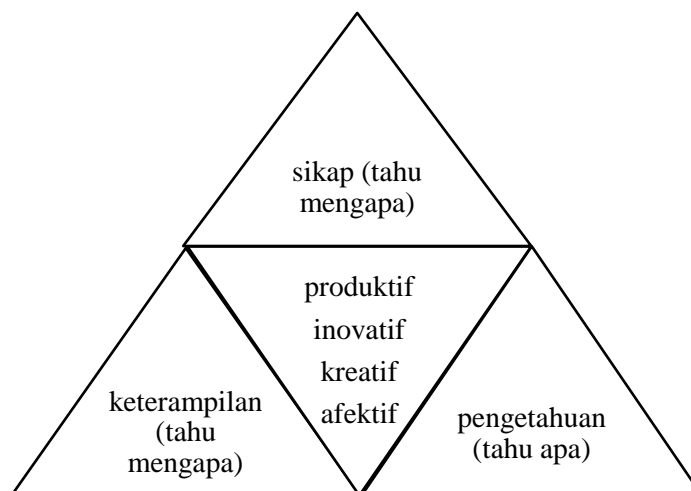 sikap (tahu
mengapa)
produktif
inovatif
kreatif
afektif
keterampilan
(tahu
mengapa)
pengetahuan
(tahu apa)